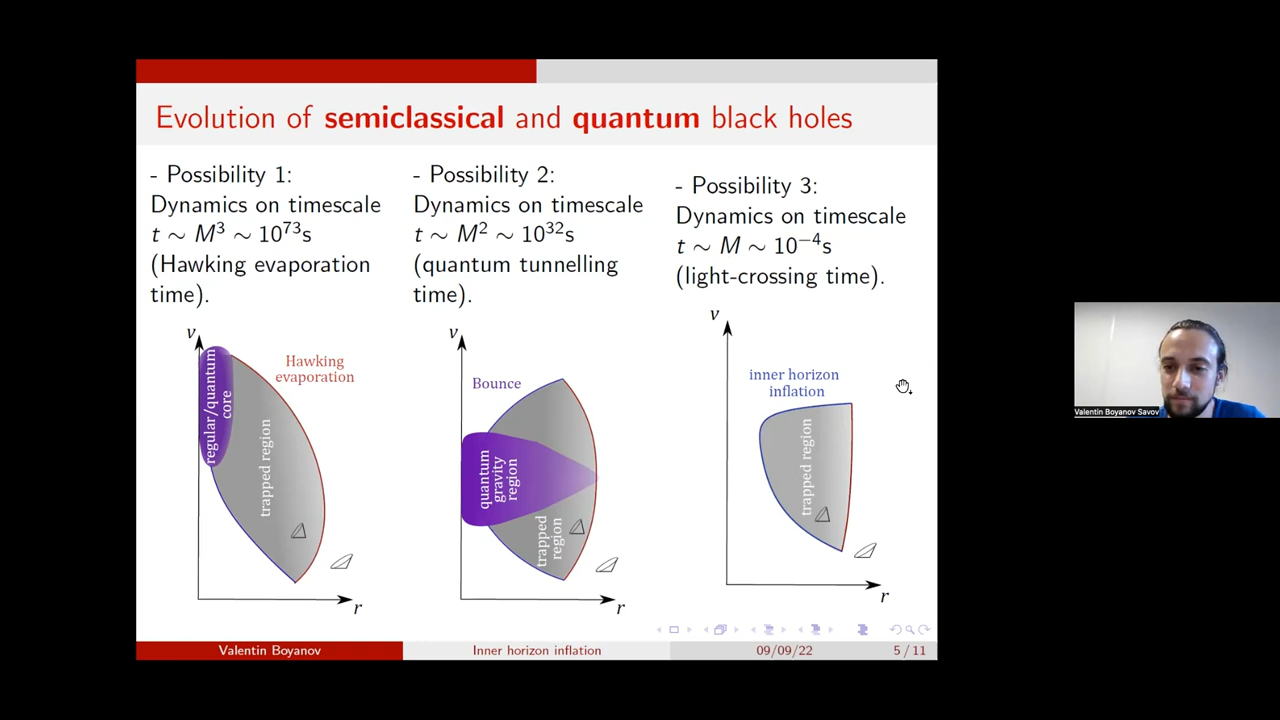 Evolution of semiclassical and quantum black holes
- Possibility 1:
Dynamics on timescale
t ∼ M³ ∼ 10⁷³s
(Hawking evaporation
time).
v
regular/quantum
core
trapped region
Hawking
evaporation
r
- Possibility 2:
Dynamics on timescale
t ∼ M² ∼ 10³²s
(quantum tunnelling
time).
v
Bounce
quantum
gravity
region
trapped
region
r
- Possibility 3:
Dynamics on timescale
t ∼ M ∼ 10⁻⁴s
(light-crossing time).
v
inner horizon
inflation
trapped region
r
Valentin Boyanov Savov
Valentin Boyanov
Inner horizon inflation
09/09/22
5 / 11